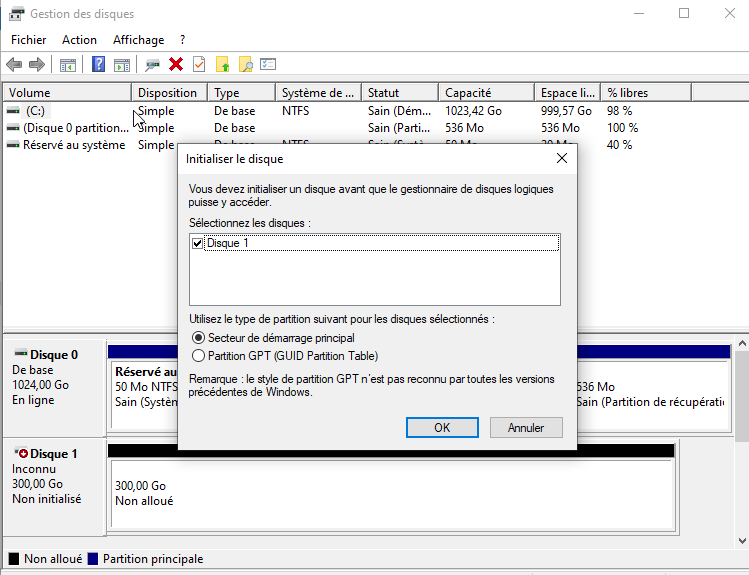 Gestion des disques
Fichier Action Affichage ?
Volume Disposition Type Système de ... Statut Capacité Espace li... % libres
(C:) Simple De base NTFS Sain (Dém... 1023,42 Go 999,57 Go 98 %
(Disque 0 partition... Simple De base Sain (Parti... 536 Mo 536 Mo 100 %
Réservé au système Simple 40 %
Initialiser le disque
Vous devez initialiser un disque avant que le gestionnaire de disques logiques
puisse y accéder.
Sélectionnez les disques :
Disque 1
Utilisez le type de partition suivant pour les disques sélectionnés :
Secteur de démarrage principal
Partition GPT (GUID Partition Table)
Remarque : le style de partition GPT n'est pas reconnu par toutes les versions
précédentes de Windows.
OK Annuler
Disque 0
De base
1024,00 Go
En ligne
Réservé au
50 Mo NTFS
Sain (Systèm
536 Mo
Sain (Partition de récupérati
Disque 1
Inconnu
300,00 Go
Non initialisé
300,00 Go
Non alloué
Non alloué Partition principale